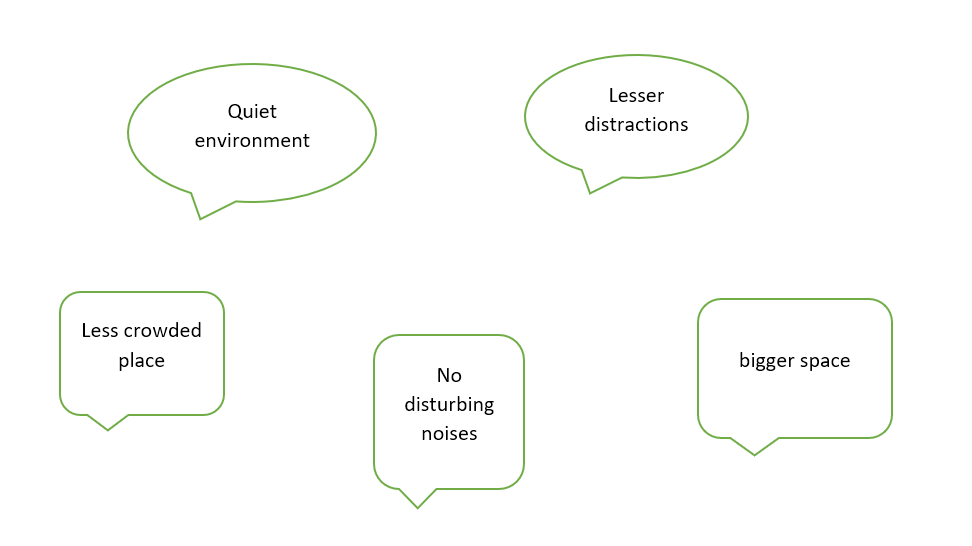 Quiet
environment
Lesser
distractions
Less crowded
place
No
disturbing
noises
bigger space